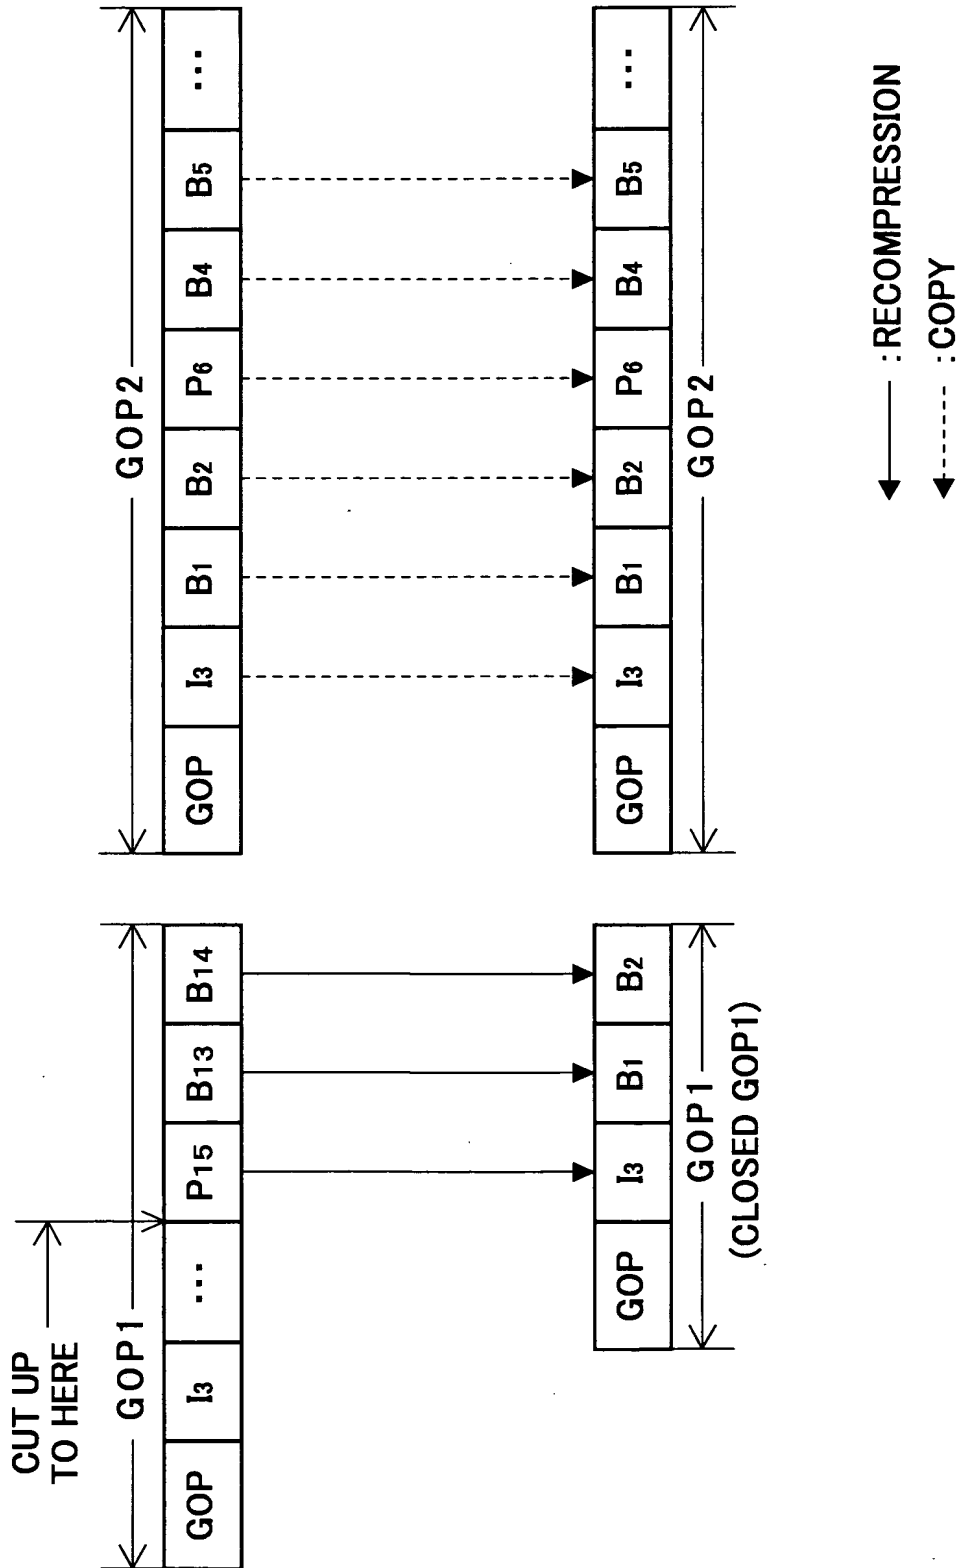 CUT UP
TO HERE
GOP1
GOP2
GOP I3 ... P15 B13 B14
GOP I3 B1 B2 P6 B4 B5 ...
GOP I3 B1 B2
GOP I3 B1 B2 P6 B4 B5 ...
GOP1
(CLOSED GOP1)
GOP2
:RECOMPRESSION
:COPY